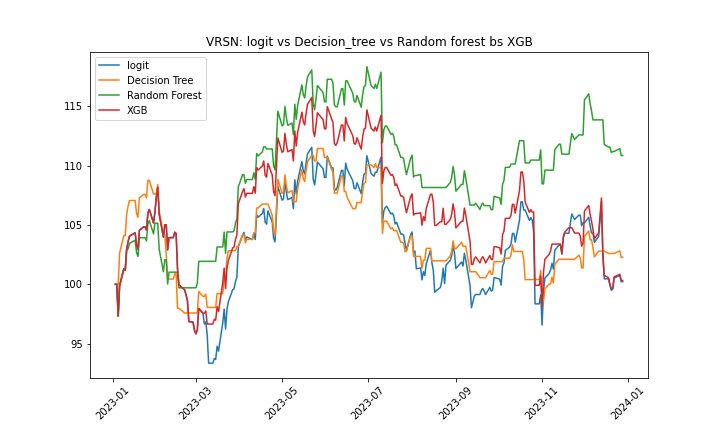 VRSN: logit vs Decision_tree vs Random forest bs XGB
logit
Decision Tree
Random Forest
XGB
115
110
105
100
95
2023-01
2023-03
2023-05
2023-07
2023-09
2023-11
2024-01